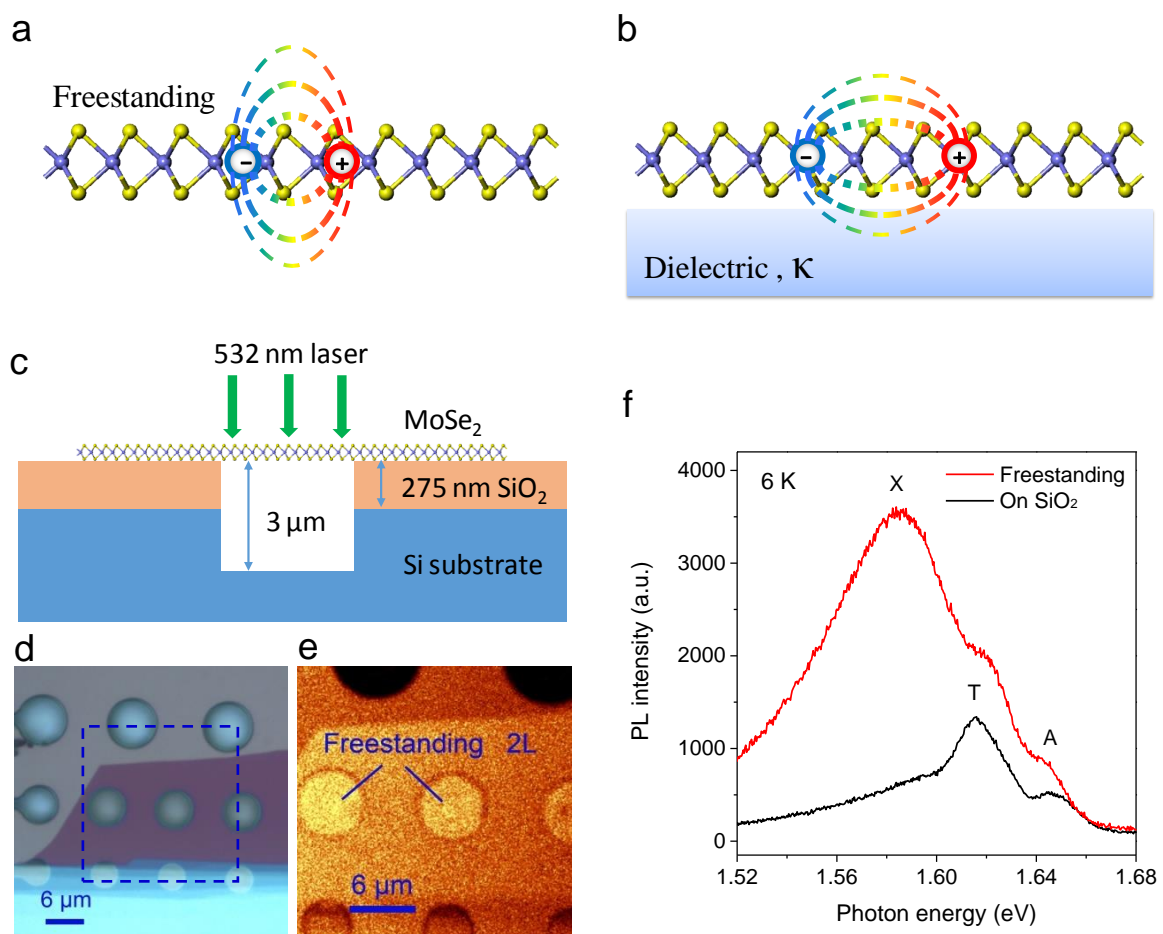 a
Freestanding
−
+
b
−
+
Dielectric , κ
c
532 nm laser
MoSe₂
275 nm SiO₂
3 μm
Si substrate
d
6 μm
e
Freestanding 2L
6 μm
f
6 K
X
Freestanding
On SiO₂
T
A
PL intensity (a.u.)
4000
3000
2000
1000
0
1.52
1.56
1.60
1.64
1.68
Photon energy (eV)